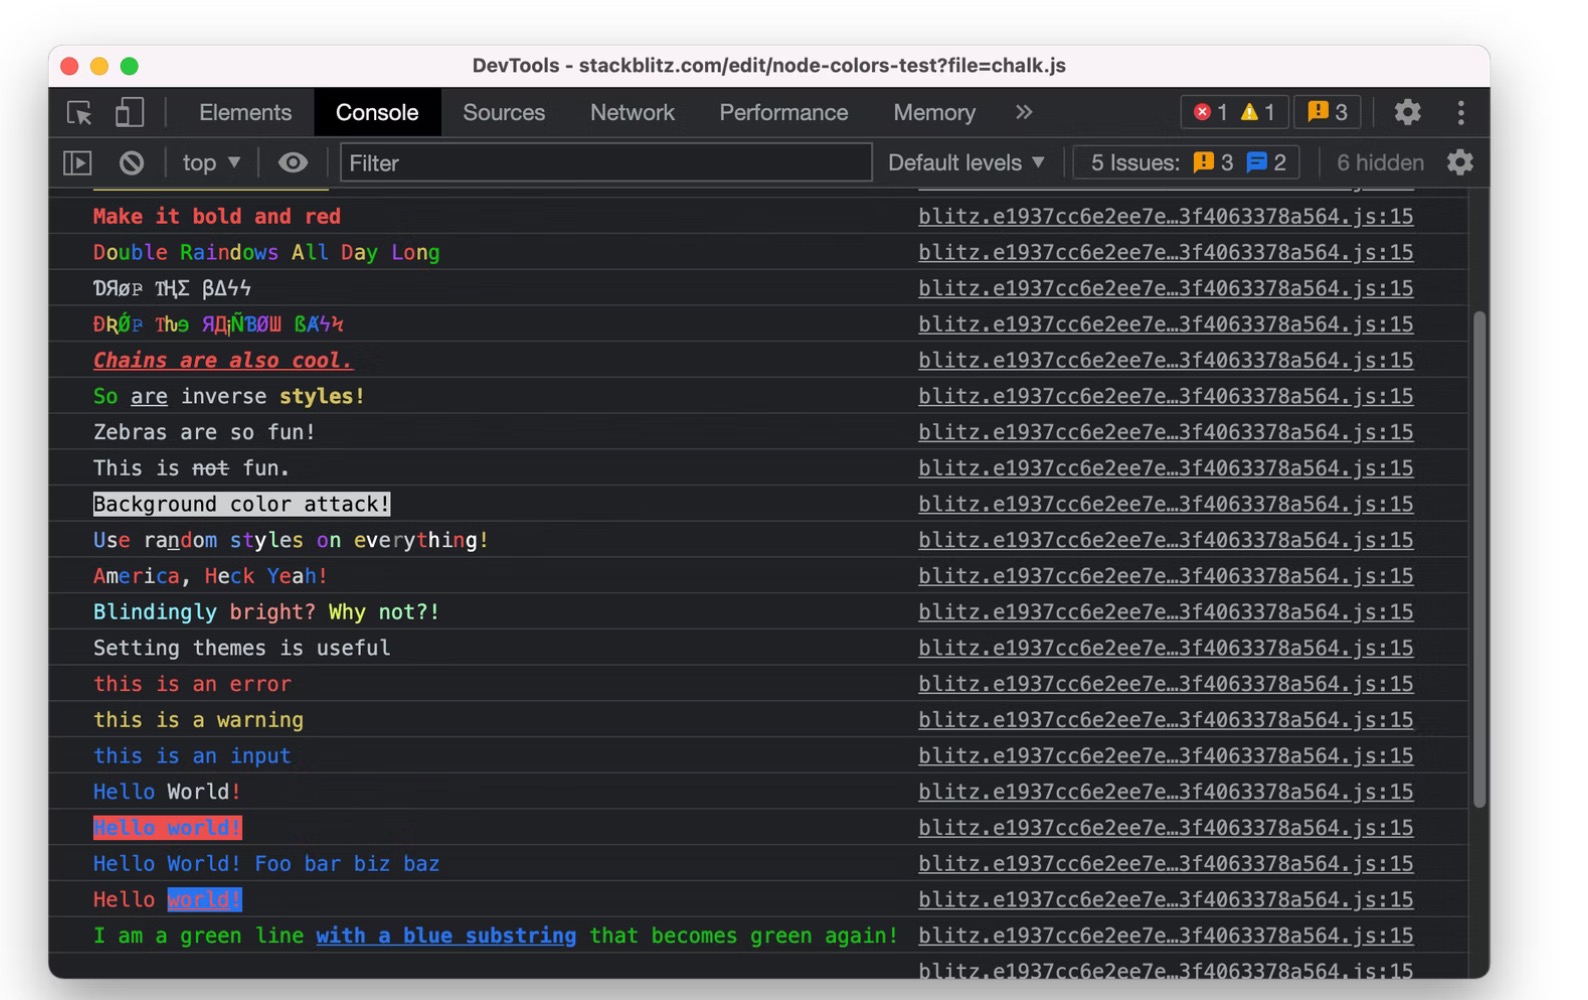 DevTools - stackblitz.com/edit/node-colors-test?file=chalk.js
Elements Console Sources Network Performance Memory » 1 1 3
top ▼ Filter Default levels ▼ 5 Issues: 3 2 6 hidden
Make it bold and red blitz.e1937cc6e2ee7e…3f4063378a564.js:15
Double Raindows All Day Long blitz.e1937cc6e2ee7e…3f4063378a564.js:15
ƊЯøᎮ ƬҢΣ βΔϟϟ blitz.e1937cc6e2ee7e…3f4063378a564.js:15
blitz.e1937cc6e2ee7e…3f4063378a564.js:15
Chains are also cool. blitz.e1937cc6e2ee7e…3f4063378a564.js:15
So are inverse styles! blitz.e1937cc6e2ee7e…3f4063378a564.js:15
Zebras are so fun! blitz.e1937cc6e2ee7e…3f4063378a564.js:15
This is not fun. blitz.e1937cc6e2ee7e…3f4063378a564.js:15
Background color attack! blitz.e1937cc6e2ee7e…3f4063378a564.js:15
Use random styles on everything! blitz.e1937cc6e2ee7e…3f4063378a564.js:15
America, Heck Yeah! blitz.e1937cc6e2ee7e…3f4063378a564.js:15
Blindingly bright? Why not?! blitz.e1937cc6e2ee7e…3f4063378a564.js:15
Setting themes is useful blitz.e1937cc6e2ee7e…3f4063378a564.js:15
this is an error blitz.e1937cc6e2ee7e…3f4063378a564.js:15
this is a warning blitz.e1937cc6e2ee7e…3f4063378a564.js:15
this is an input blitz.e1937cc6e2ee7e…3f4063378a564.js:15
Hello World! blitz.e1937cc6e2ee7e…3f4063378a564.js:15
Hello world! blitz.e1937cc6e2ee7e…3f4063378a564.js:15
Hello World! Foo bar biz baz blitz.e1937cc6e2ee7e…3f4063378a564.js:15
Hello world! blitz.e1937cc6e2ee7e…3f4063378a564.js:15
I am a green line with a blue substring that becomes green again! blitz.e1937cc6e2ee7e…3f4063378a564.js:15
blitz.e1937cc6e2ee7e…3f4063378a564.js:15